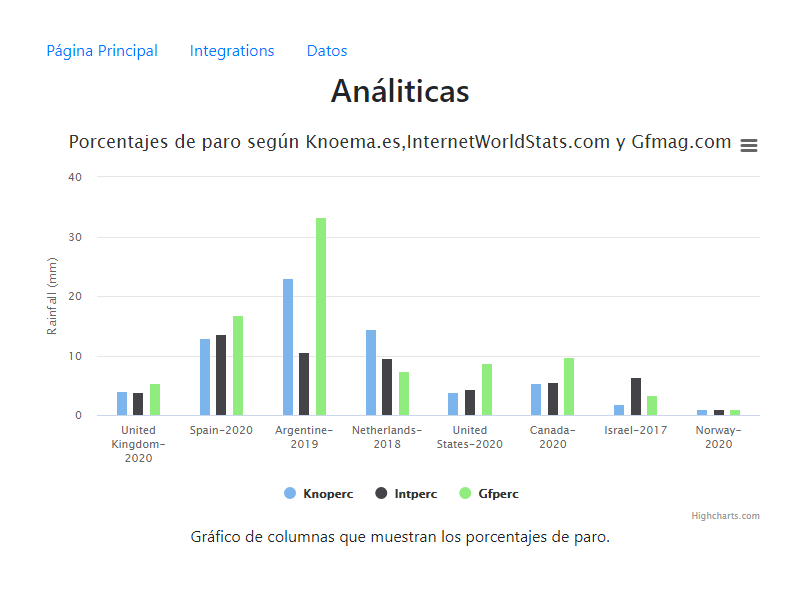 Página Principal Integrations Datos
Análiticas
Porcentajes de paro según Knoema.es,InternetWorldStats.com y Gfmag.com
Rainfall (mm)
40
30
20
10
0
United Kingdom-2020
Spain-2020
Argentine-2019
Netherlands-2018
United States-2020
Canada-2020
Israel-2017
Norway-2020
Knoperc Intperc Gfperc
Highcharts.com
Gráfico de columnas que muestran los porcentajes de paro.